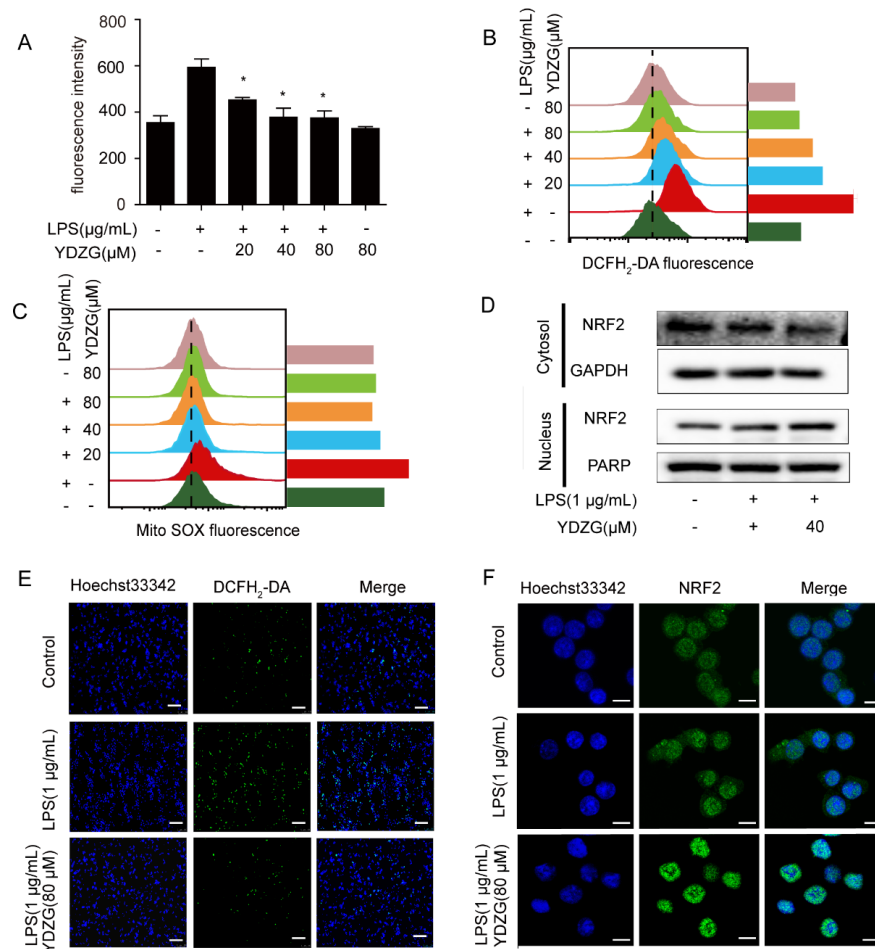 A
fluorescence intensity
800
600
400
200
0
*
*
*
LPS(μg/mL) - + + + + -
YDZG(μM) - - 20 40 80 80
B
LPS(μg/mL)
YDZG(μM)
- 80
+ 80
+ 40
+ 20
+ -
- -
DCFH2-DA fluorescence
C
LPS(μg/mL)
YDZG(μM)
- 80
+ 80
+ 40
+ 20
+ -
- -
Mito SOX fluorescence
D
Cytosol
NRF2
GAPDH
Nucleus
NRF2
PARP
LPS(1 μg/mL) - + +
YDZG(μM) - + 40
E
Hoechst33342 DCFH2-DA Merge
Control
LPS(1 μg/mL)
LPS(1 μg/mL)
YDZG(80 μM)
F
Hoechst33342 NRF2 Merge
Control
LPS(1 μg/mL)
LPS(1 μg/mL)
YDZG(80 μM)